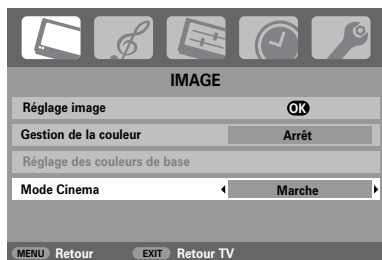 IMAGE
Réglage image OK
Gestion de la couleur Arrêt
Réglage des couleurs de base
Mode Cinema Marche
MENU Retour EXIT Retour TV